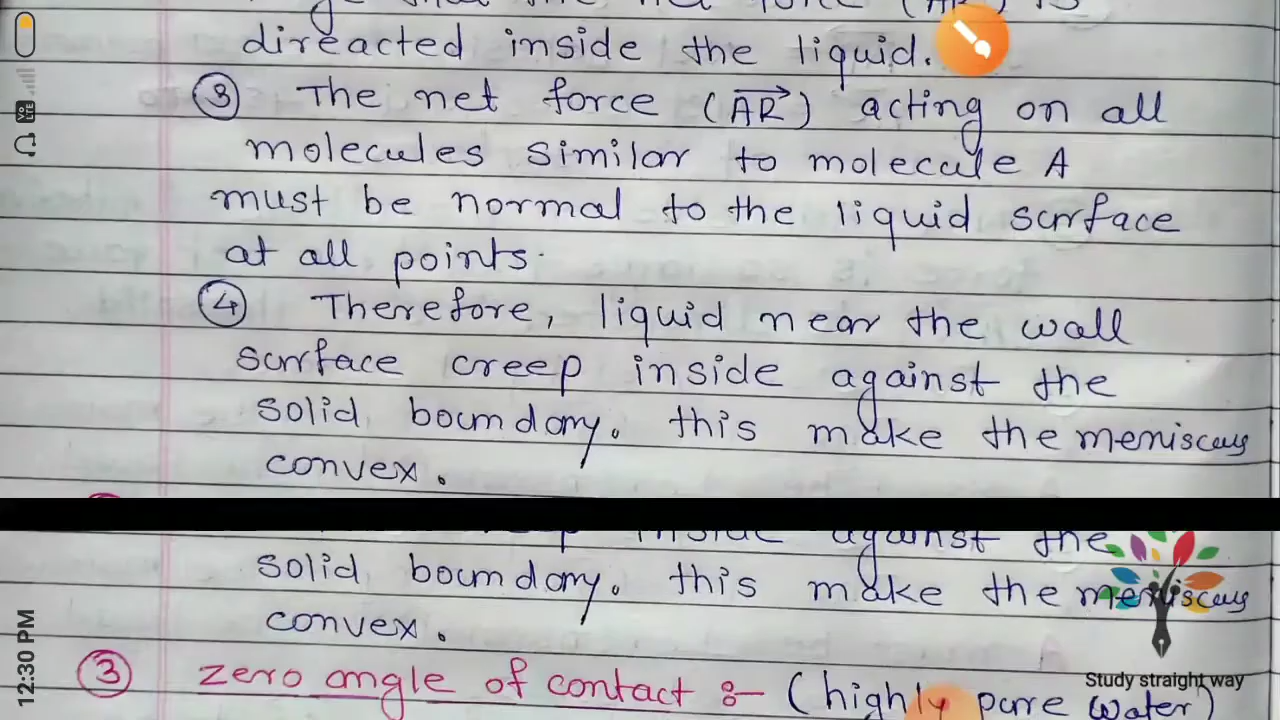 direacted inside the liquid.
③ The net force (AR) acting on all
molecules similar to molecule A
must be normal to the liquid surface
at all points.
④ Therefore, liquid near the wall
surface creep inside against the
solid boundary. this make the meniscus
convex.
against the
solid boundary. this make the meniscus
convex.
③ zero angle of contact :- (highly pure water)
Study straight way
12:30 PM